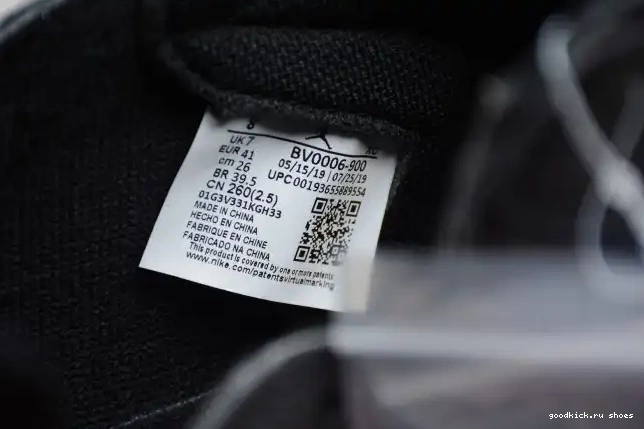 8
UK 7
EUR 41
cm 26
BR 39.5
CN 260(2.5)
01G3V331KGH33
MADE IN CHINA
HECHO EN CHINA
FABRIQUE EN CHINE
FABRICADO NA CHINA
This product is covered by one or more patents
www.nike.com/patentsvirtualmarking
BV0006-900
05/15/19 07/25/19
UPC00193655889554
goodkick.ru shoes